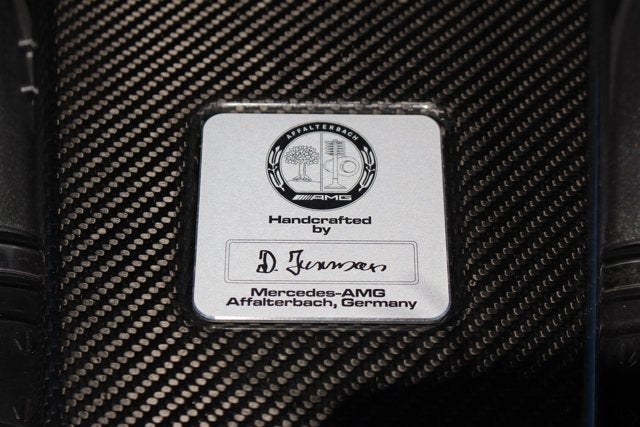 AFFALTERBACH
AMG
Handcrafted
by
D.
Mercedes-AMG
Affalterbach, Germany